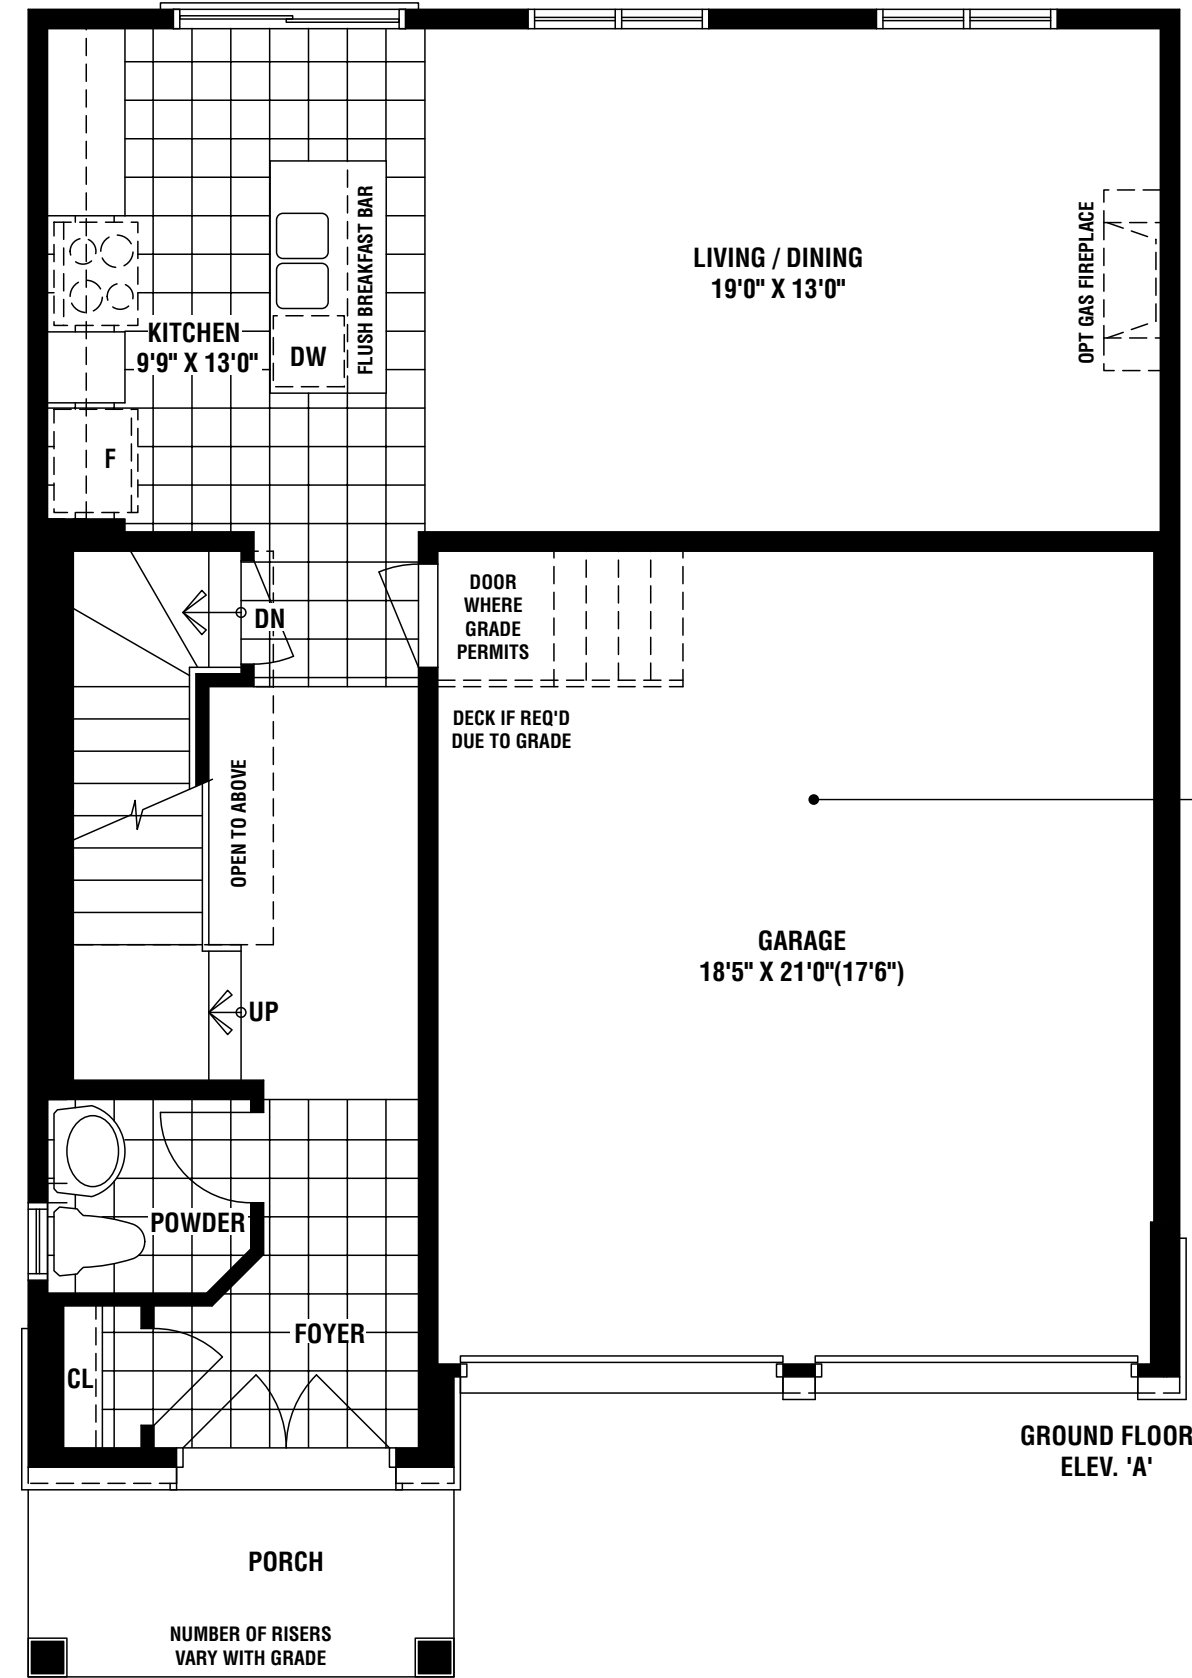 LIVING / DINING
19'0" X 13'0"
OPT GAS FIREPLACE
FLUSH BREAKFAST BAR
KITCHEN
9'9" X 13'0"
DW
F
DN
DOOR
WHERE
GRADE
PERMITS
DECK IF REQ'D
DUE TO GRADE
OPEN TO ABOVE
GARAGE
18'5" X 21'0"(17'6")
UP
POWDER
FOYER
CL
GROUND FLOOR
ELEV. 'A'
PORCH
NUMBER OF RISERS
VARY WITH GRADE